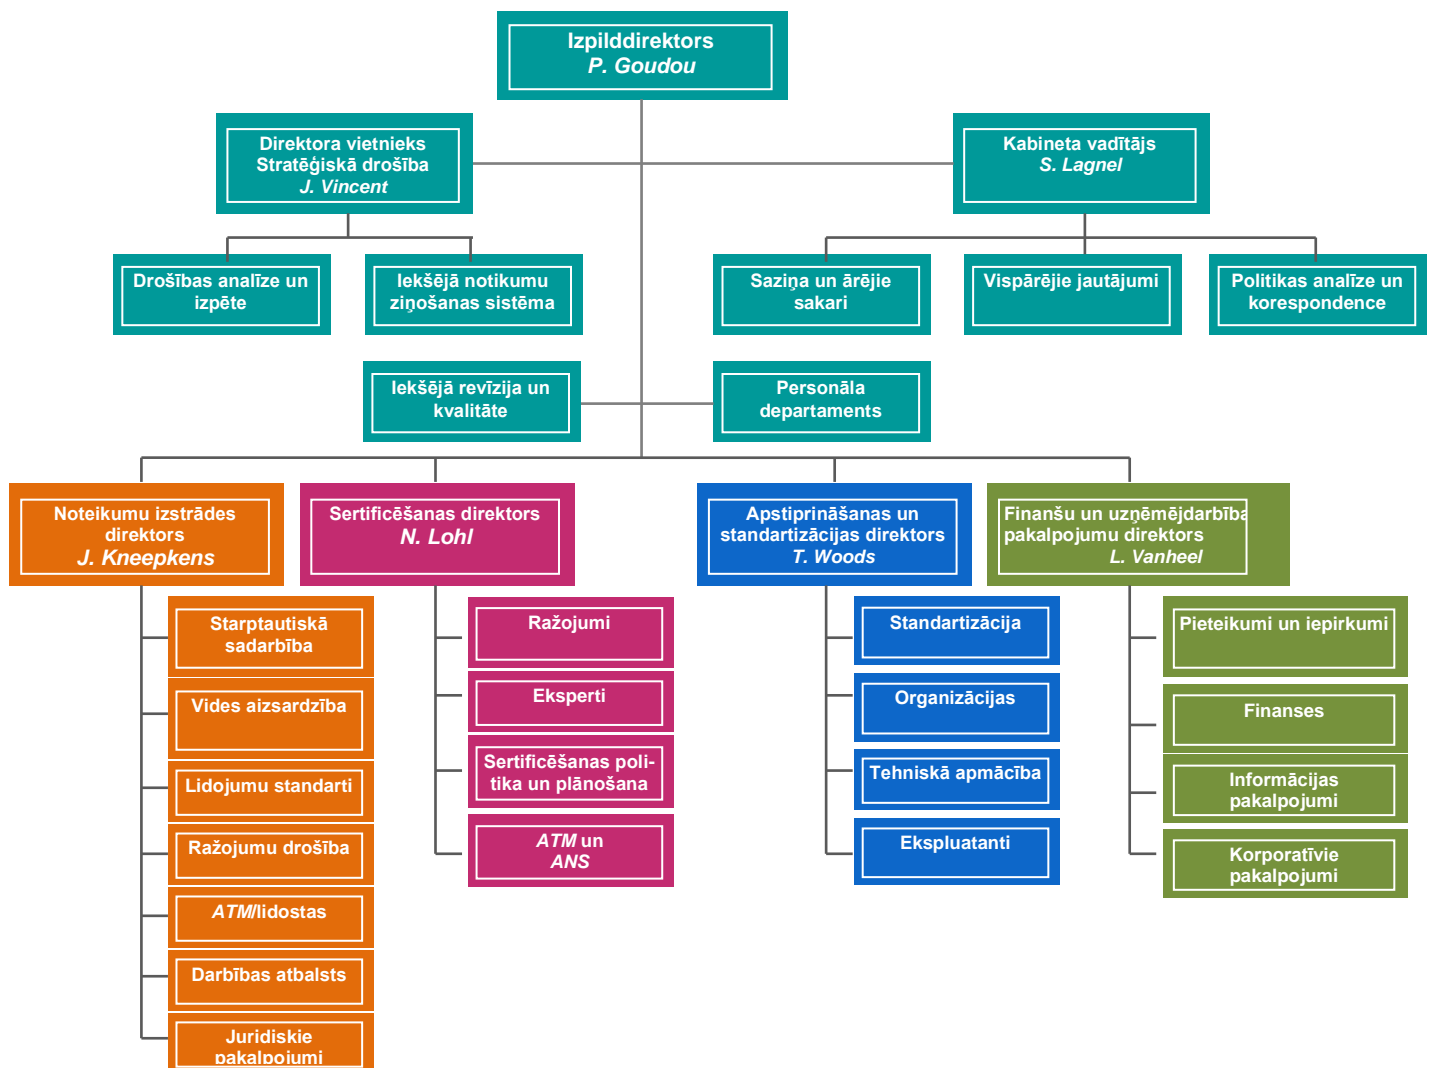 Izpilddirektors
P. Goudou
Direktora vietnieks
Stratēģiskā drošība
J. Vincent
Kabineta vadītājs
S. Lagnel
Drošības analīze un
izpēte
Iekšējā notikumu
ziņošanas sistēma
Saziņa un ārējie
sakari
Vispārējie jautājumi
Politikas analīze un
korespondence
Iekšējā revīzija un
kvalitāte
Personāla
departaments
Noteikumu izstrādes
direktors
J. Kneepkens
Sertificēšanas direktors
N. Lohl
Apstiprināšanas un
standartizācijas direktors
T. Woods
Finanšu un uzņēmējdarbība
pakalpojumu direktors
L. Vanheel
Starptautiskā
sadarbība
Vides aizsardzība
Lidojumu standarti
Ražojumu drošība
ATM/lidostas
Darbības atbalsts
Juridiskie
pakalpojumi
Ražojumi
Eksperti
Sertificēšanas poli-
tika un plānošana
ATM un
ANS
Standartizācija
Organizācijas
Tehniskā apmācība
Ekspluatanti
Pieteikumi un iepirkumi
Finanses
Informācijas
pakalpojumi
Korporatīvie
pakalpojumi